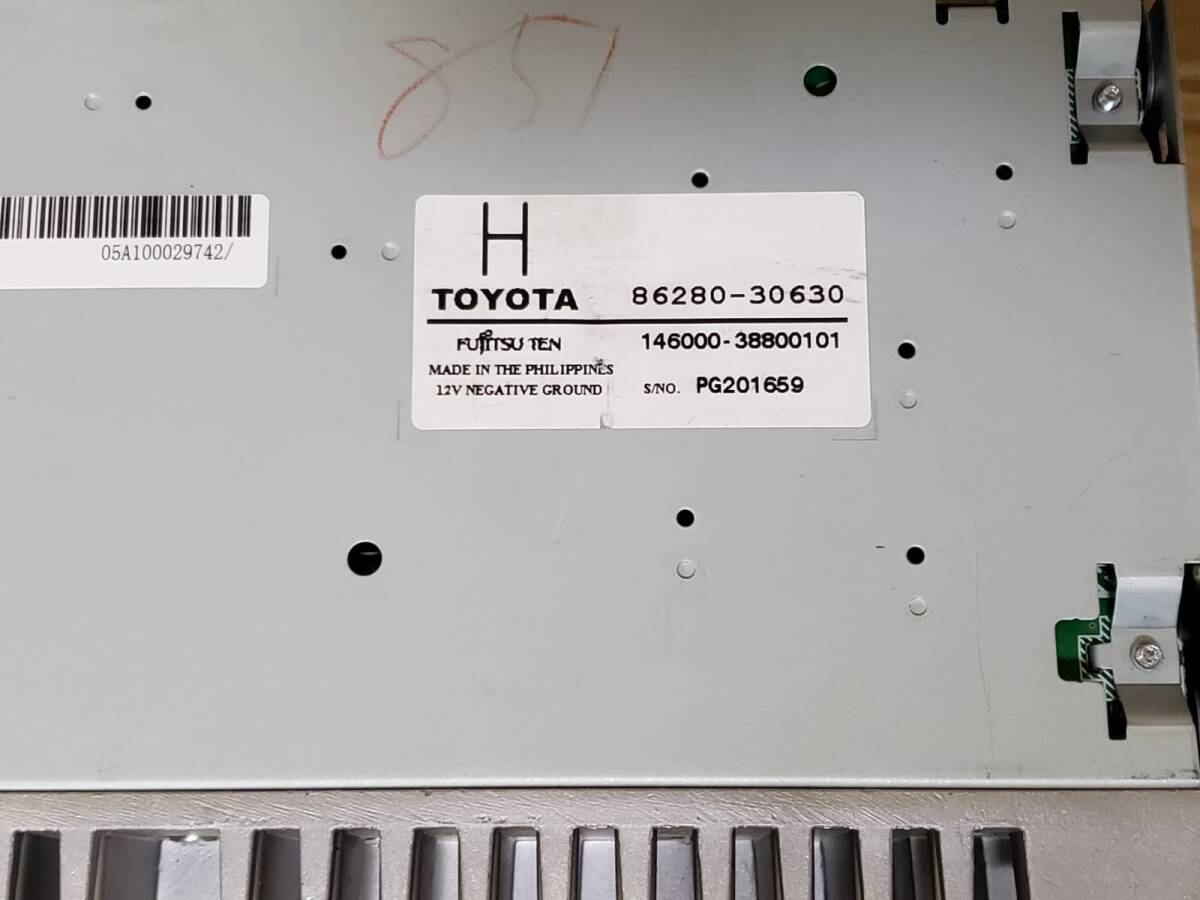 857
05A100029742/
H
TOYOTA 86280-30630
FUJITSU TEN 146000-38800101
MADE IN THE PHILIPPINES
12V NEGATIVE GROUND S/NO. PG201659